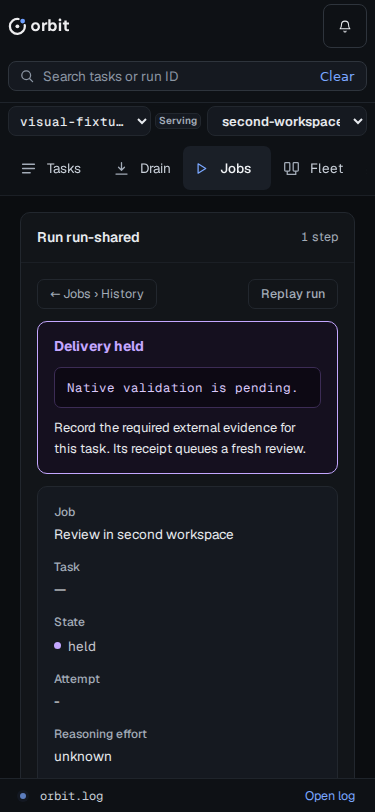 orbit
Search tasks or run ID
Clear
visual-fixtu…
Serving
second-workspace
Tasks
Drain
Jobs
Fleet
Run run-shared
1 step
← Jobs › History
Replay run
Delivery held
Native validation is pending.
Record the required external evidence for
this task. Its receipt queues a fresh review.
Job
Review in second workspace
Task
—
State
held
Attempt
-
Reasoning effort
unknown
orbit.log
Open log